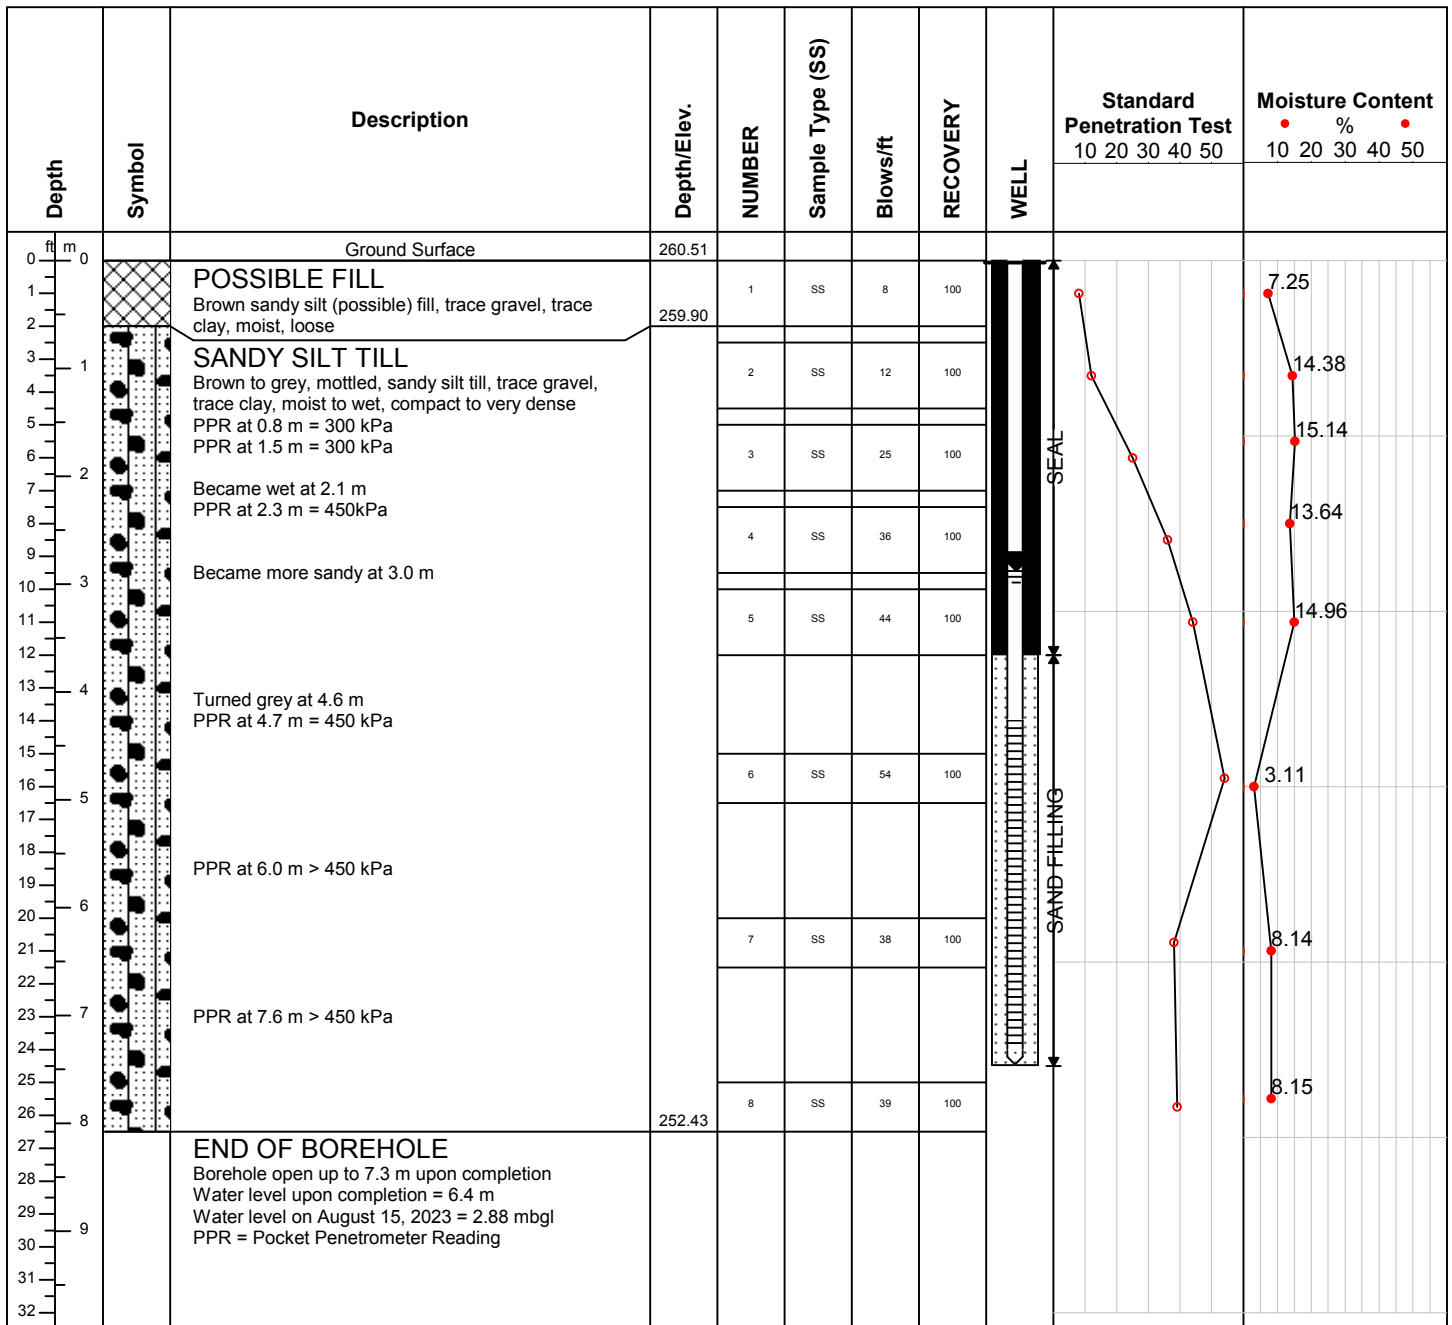 Depth
Symbol
Description
Depth/Elev.
NUMBER
Sample Type (SS)
Blows/ft
RECOVERY
WELL
Standard
Penetration Test
10 20 30 40 50
Moisture Content
%
10 20 30 40 50
ft m
Ground Surface
260.51
0 0
POSSIBLE FILL
Brown sandy silt (possible) fill, trace gravel, trace
clay, moist, loose
259.90
1 SS 8 100
7.25
1
2
SANDY SILT TILL
Brown to grey, mottled, sandy silt till, trace gravel,
trace clay, moist to wet, compact to very dense
PPR at 0.8 m = 300 kPa
PPR at 1.5 m = 300 kPa
2 SS 12 100
14.38
3
1
4
5
15.14
3 SS 25 100
SEAL
6
2
7
Became wet at 2.1 m
PPR at 2.3 m = 450kPa
8
4 SS 36 100
13.64
9
Became more sandy at 3.0 m
10
3
11
5 SS 44 100
14.96
12
13
4
Turned grey at 4.6 m
PPR at 4.7 m = 450 kPa
14
15
6 SS 54 100
3.11
16
5
17
SAND FILLING
18
PPR at 6.0 m > 450 kPa
19
6
20
7 SS 38 100
8.14
21
22
7
23
PPR at 7.6 m > 450 kPa
24
25
8 SS 39 100
8.15
26
8
252.43
27
END OF BOREHOLE
Borehole open up to 7.3 m upon completion
Water level upon completion = 6.4 m
Water level on August 15, 2023 = 2.88 mbgl
PPR = Pocket Penetrometer Reading
28
29
9
30
31
32